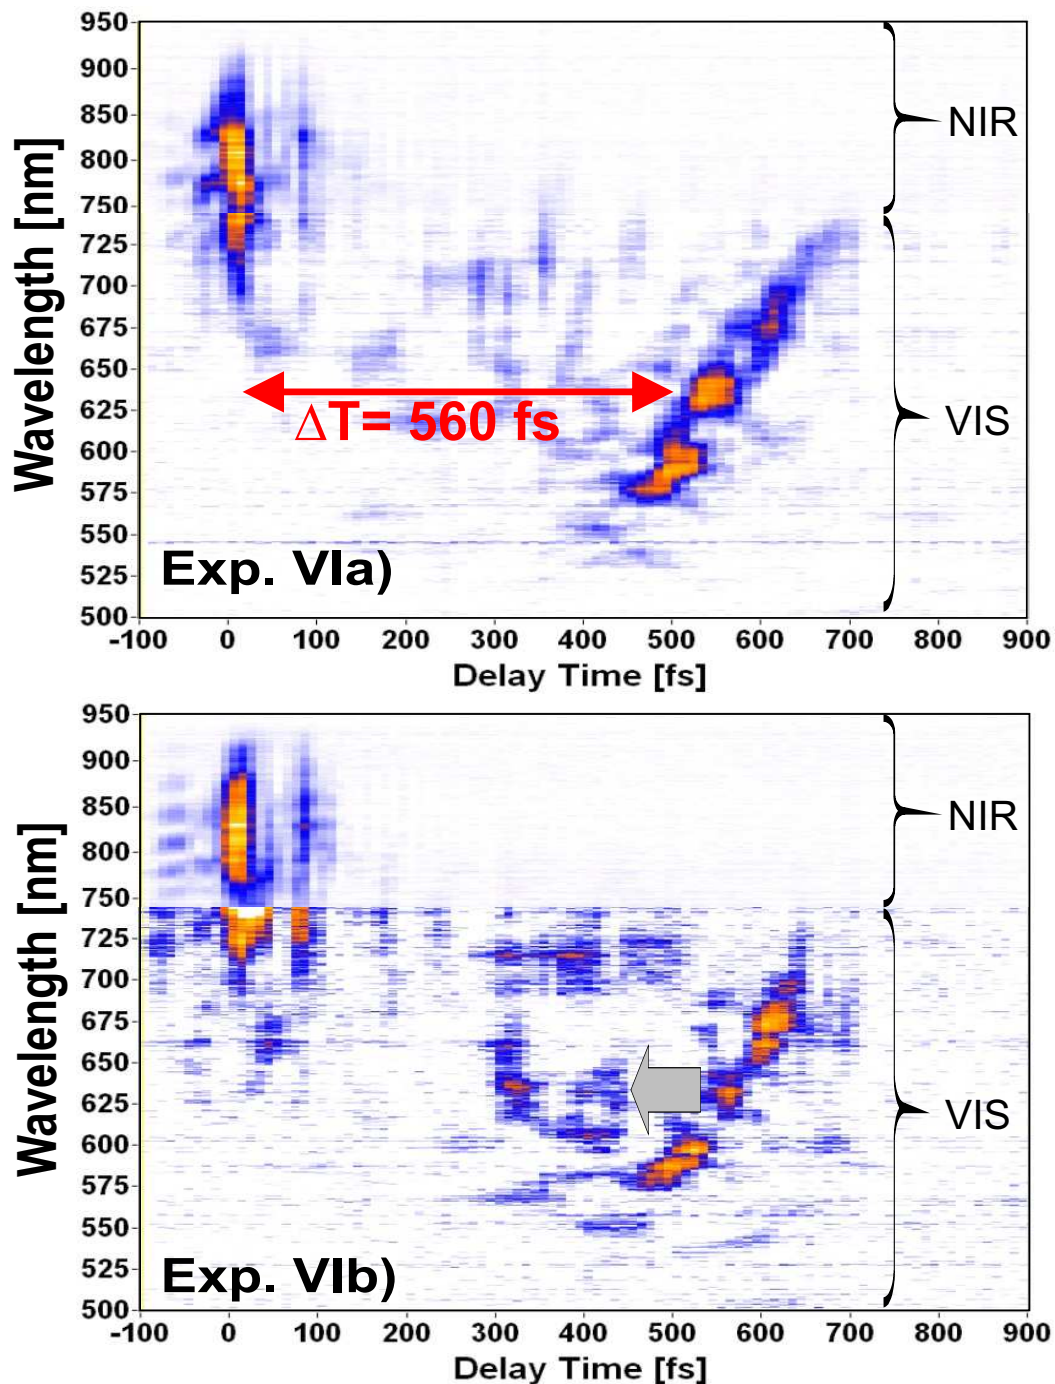 950
900
850
800
750
725
700
675
650
625
600
575
550
525
500
Wavelength [nm]
NIR
VIS
ΔT= 560 fs
Exp. VIa)
-100 0 100 200 300 400 500 600 700 800 900
Delay Time [fs]
950
900
850
800
750
725
700
675
650
625
600
575
550
525
500
Wavelength [nm]
NIR
VIS
Exp. VIb)
-100 0 100 200 300 400 500 600 700 800 900
Delay Time [fs]